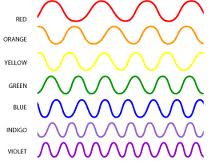 RED
ORANGE
YELLOW
GREEN
BLUE
INDIGO
VIOLET